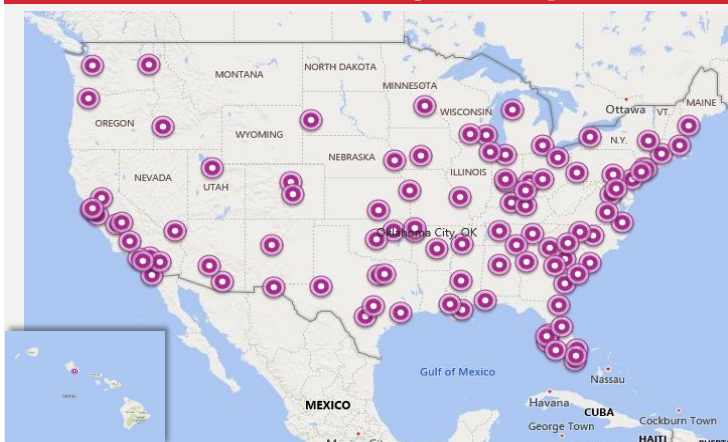 MONTANA
NORTH DAKOTA
MINNESOTA
Ottawa
MAINE
VT.
OREGON
WISCONSIN
N.Y.
WYOMING
NEBRASKA
NEVADA
UTAH
ILLINOIS
Oklahoma City, OK
Gulf of Mexico
Nassau
MEXICO
Havana
CUBA
George Town
Cockburn Town
HAITI